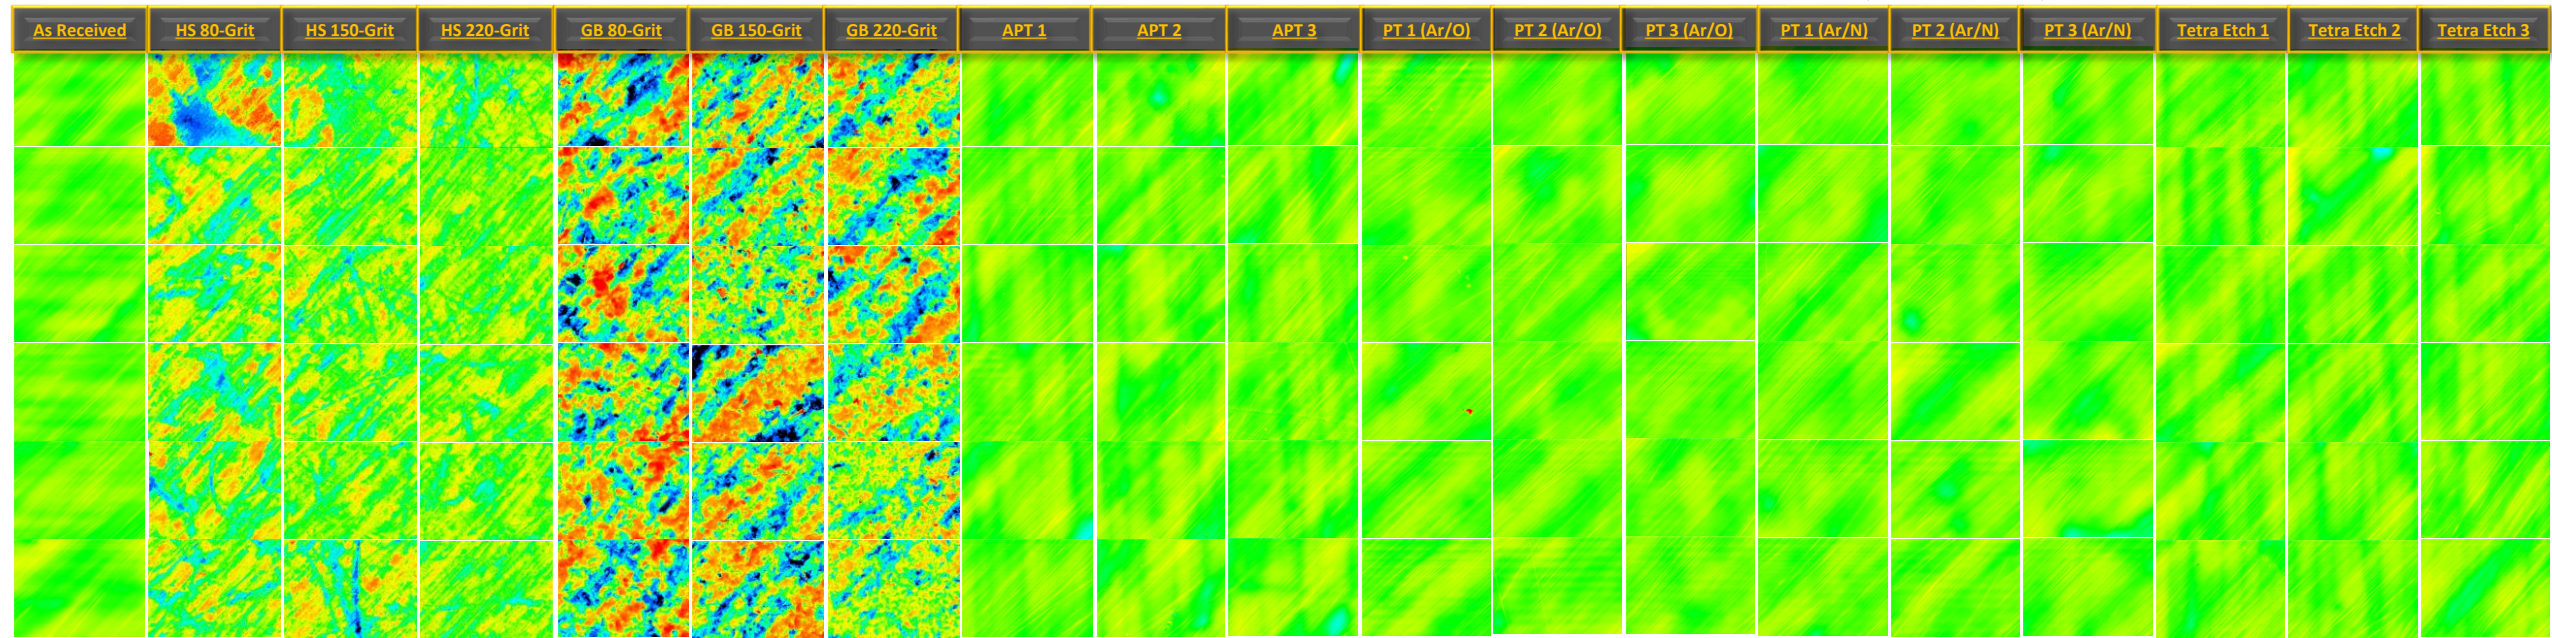 As Received HS 80-Grit HS 150-Grit HS 220-Grit GB 80-Grit GB 150-Grit GB 220-Grit APT 1 APT 2 APT 3 PT 1 (Ar/O) PT 2 (Ar/O) PT 3 (Ar/O) PT 1 (Ar/N) PT 2 (Ar/N) PT 3 (Ar/N) Tetra Etch 1 Tetra Etch 2 Tetra Etch 3